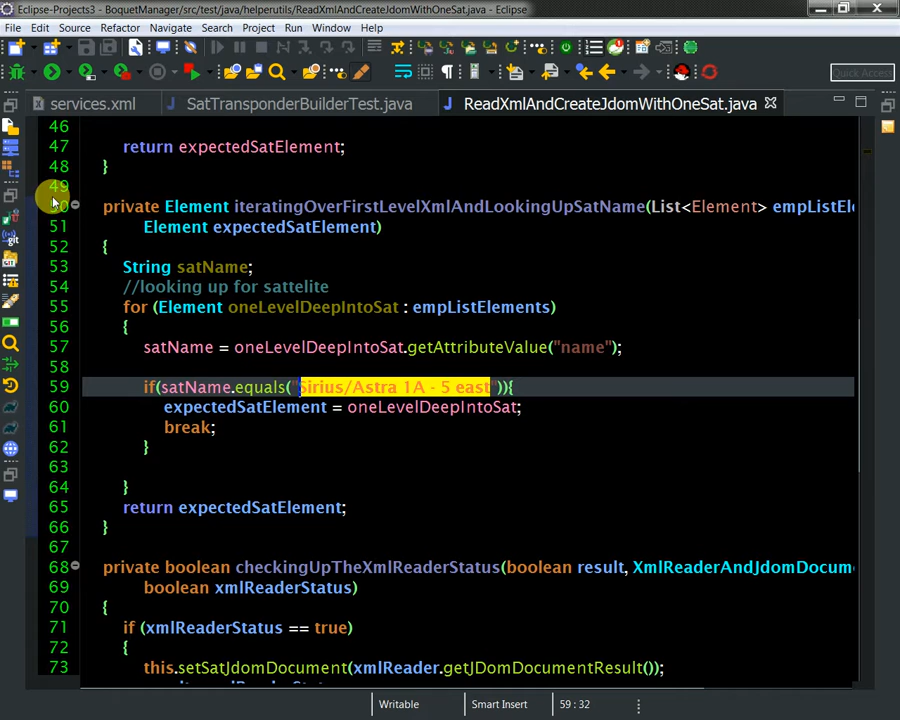 Eclipse-Projects3 - BoquetManager/src/test/java/helperutils/ReadXmlAndCreateJdomWithOneSat.java - Eclipse
File Edit Source Refactor Navigate Search Project Run Window Help
Quick Access
services.xml SatTransponderBuilderTest.java ReadXmlAndCreateJdomWithOneSat.java
46
47 return expectedSatElement;
48 }
49
50 private Element iteratingOverFirstLevelXmlAndLookingUpSatName(List<Element> empListEle
51 Element expectedSatElement)
52 {
53 String satName;
54 //looking up for sattelite
55 for (Element oneLevelDeepIntoSat : empListElements)
56 {
57 satName = oneLevelDeepIntoSat.getAttributeValue("name");
58
59 if(satName.equals("Sirius/Astra 1A - 5 east")){
60 expectedSatElement = oneLevelDeepIntoSat;
61 break;
62 }
63
64 }
65 return expectedSatElement;
66 }
67
68 private boolean checkingUpTheXmlReaderStatus(boolean result, XmlReaderAndJdomDocum
69 boolean xmlReaderStatus)
70 {
71 if (xmlReaderStatus == true)
72 {
73 this.setSatJdomDocument(xmlReader.getJDomDocumentResult());
Writable Smart Insert 59 : 32